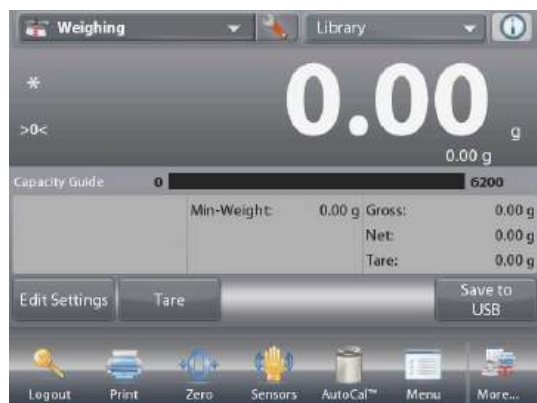 Weighing Library
*
0.00 g
>0<
0.00 g
Capacity Guide 0 6200
Min-Weight: 0.00 g Gross: 0.00 g
Net: 0.00 g
Tare: 0.00 g
Edit Settings Tare Save to USB
Logout Print Zero Sensors AutoCal™ Menu More...